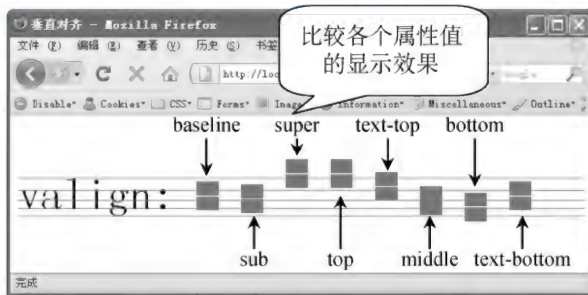 垂直对齐 - Mozilla Firefox
文件(F) 编辑(E) 查看(V) 历史(S) 书签
比较各个属性值
的显示效果
http://loc
Disable Cookies CSS Forms Image Information Miscellaneous Outline
baseline super text-top bottom
valign:
sub top middle text-bottom
完成